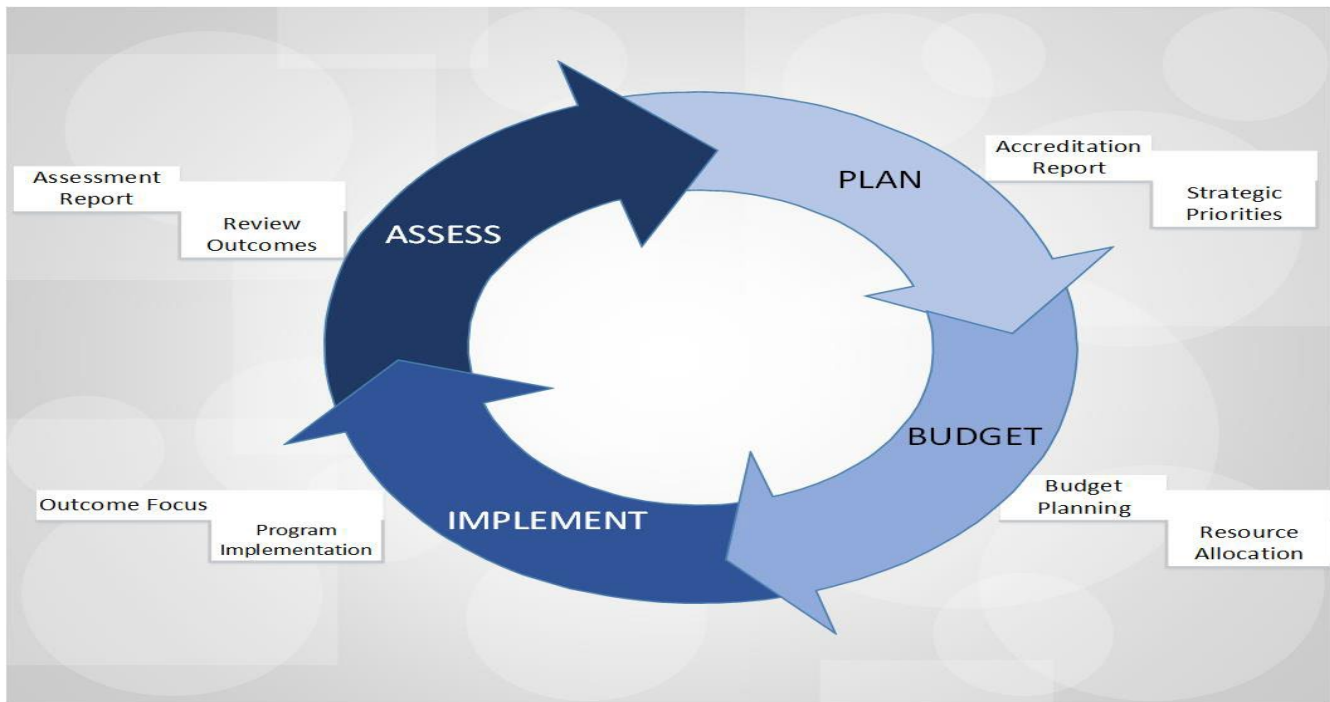 PLAN
Accreditation
Report
Strategic
Priorities
BUDGET
Budget
Planning
Resource
Allocation
IMPLEMENT
Outcome Focus
Program
Implementation
ASSESS
Assessment
Report
Review
Outcomes